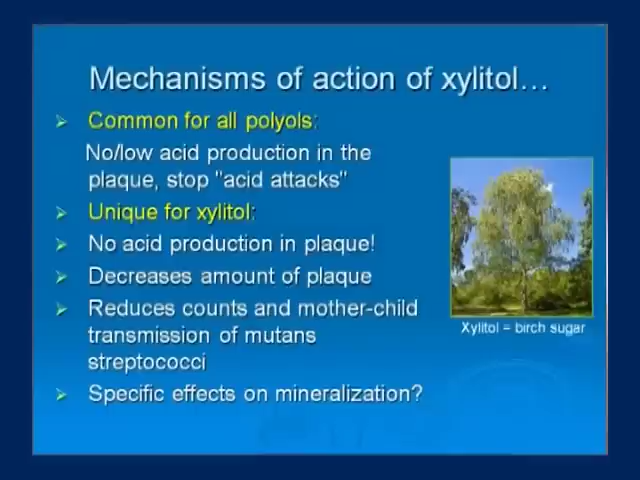 Mechanisms of action of xylitol…
Common for all polyols:
No/low acid production in the
plaque, stop "acid attacks"
Unique for xylitol:
No acid production in plaque!
Decreases amount of plaque
Reduces counts and mother-child
transmission of mutans
streptococci
Specific effects on mineralization?
Xylitol = birch sugar